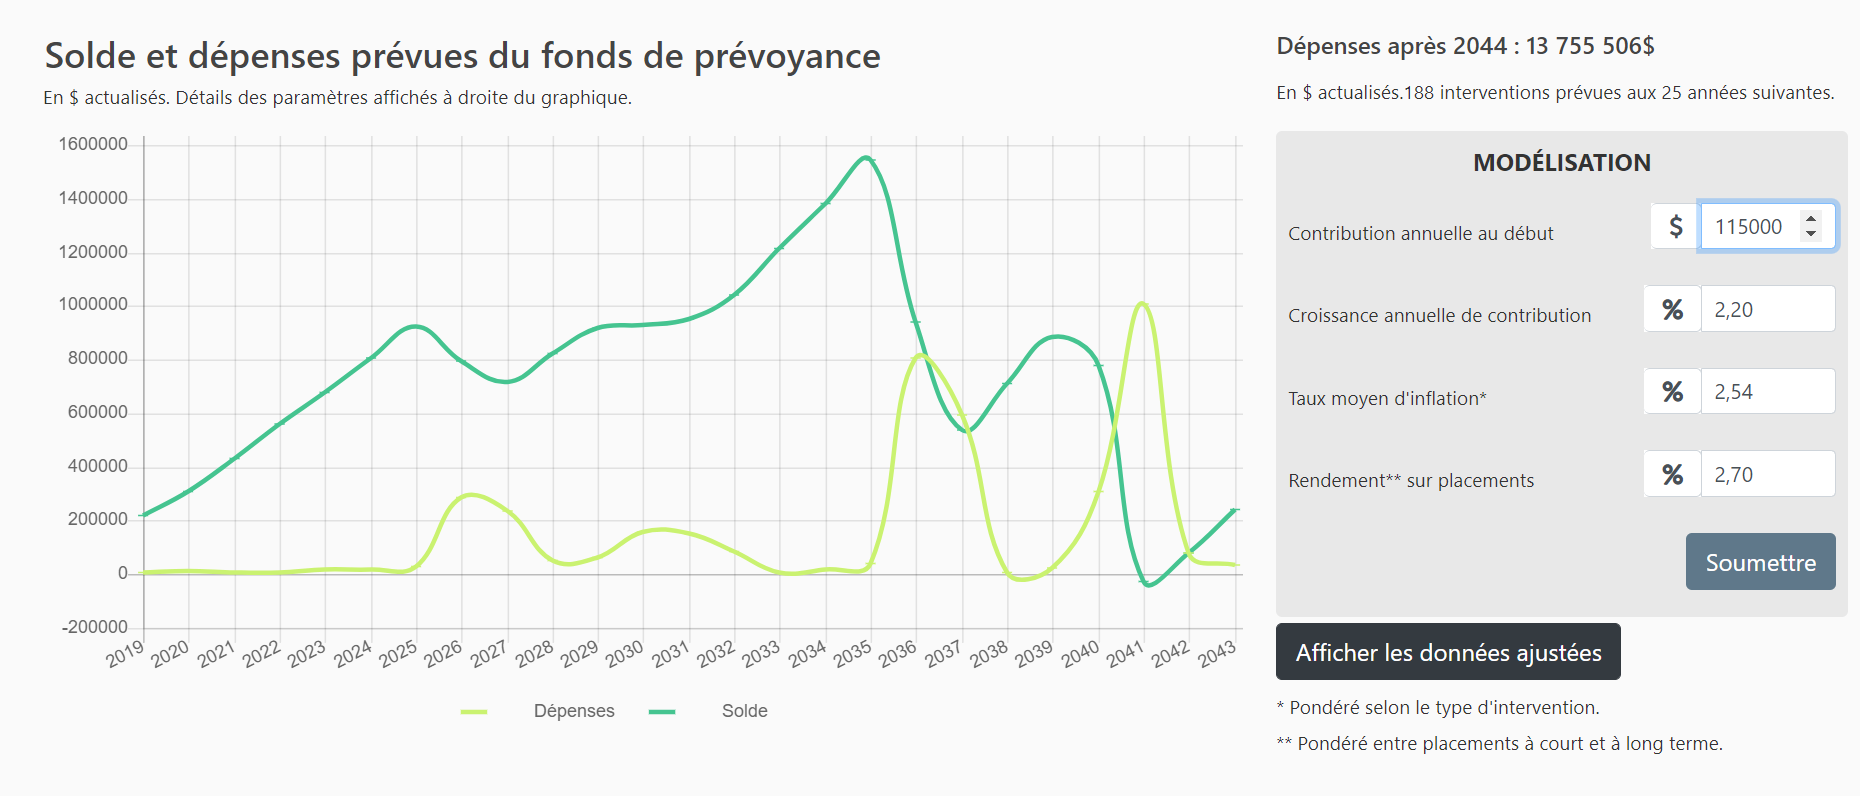 Solde et dépenses prévues du fonds de prévoyance
En $ actualisés. Détails des paramètres affichés à droite du graphique.
1600000
1400000
1200000
1000000
800000
600000
400000
200000
0
-200000
2019 2020 2021 2022 2023 2024 2025 2026 2027 2028 2029 2030 2031 2032 2033 2034 2035 2036 2037 2038 2039 2040 2041 2042 2043
Dépenses Solde
Dépenses après 2044 : 13 755 506$
En $ actualisés.188 interventions prévues aux 25 années suivantes.
MODÉLISATION
Contribution annuelle au début $ 115000
Croissance annuelle de contribution % 2,20
Taux moyen d'inflation* % 2,54
Rendement** sur placements % 2,70
Soumettre
Afficher les données ajustées
* Pondéré selon le type d'intervention.
** Pondéré entre placements à court et à long terme.